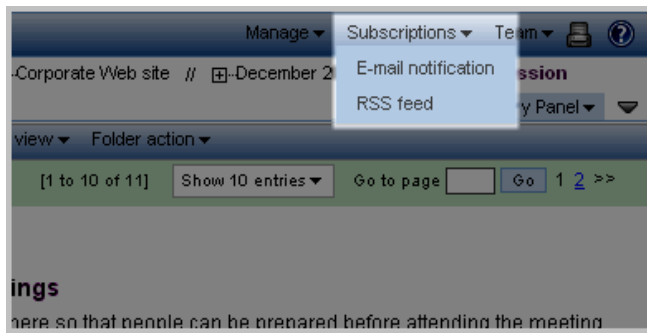 Manage Subscriptions Team
E-mail notification
-Corporate Web site // December 2 ssion
RSS feed
y Panel
view Folder action
[1 to 10 of 11] Show 10 entries Go to page Go 1 2 >>
ings
here so that people can be prepared before attending the meeting